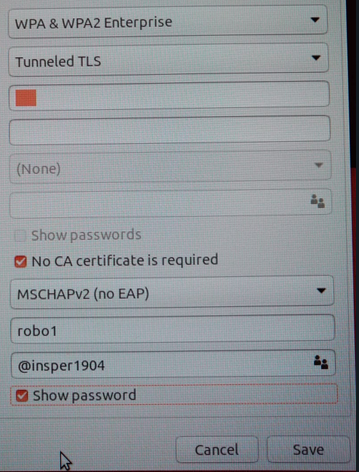 WPA & WPA2 Enterprise
Tunneled TLS
(None)
Show passwords
No CA certificate is required
MSCHAPv2 (no EAP)
robo1
@insper1904
Show password
Cancel
Save